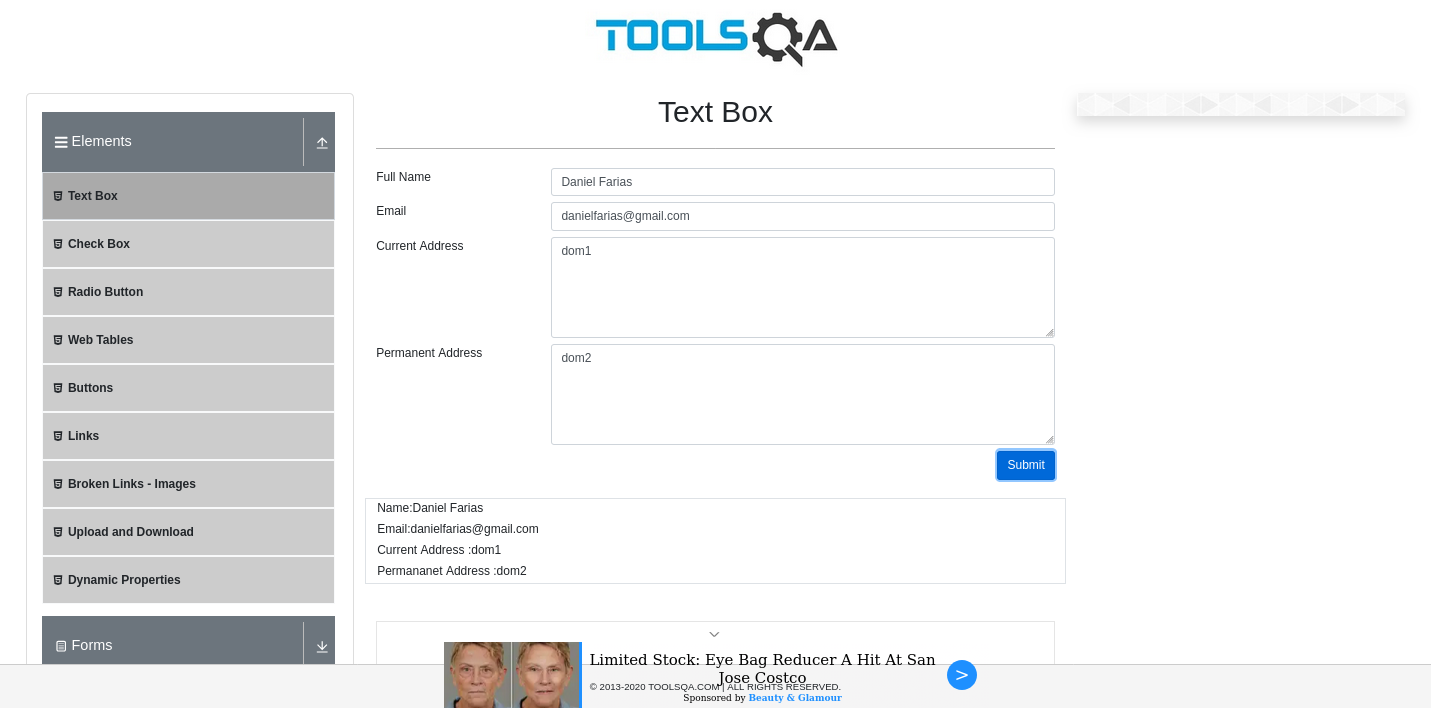 TOOLSQA
Elements
Text Box
Check Box
Radio Button
Web Tables
Buttons
Links
Broken Links - Images
Upload and Download
Dynamic Properties
Forms
Text Box
Full Name
Daniel Farias
Email
danielfarias@gmail.com
Current Address
dom1
Permanent Address
dom2
Submit
Name:Daniel Farias
Email:danielfarias@gmail.com
Current Address :dom1
Permananet Address :dom2
Limited Stock: Eye Bag Reducer A Hit At San
Jose Costco
© 2013-2020 TOOLSQA.COM | ALL RIGHTS RESERVED.
Sponsored by Beauty & Glamour
>